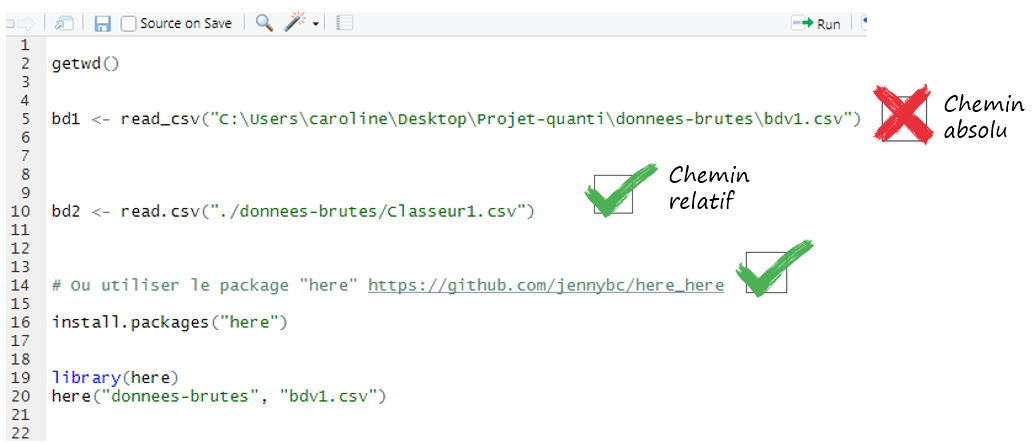 Source on Save
Run
1
2 getwd()
3
4
5 bd1 <- read_csv("C:\Users\caroline\Desktop\Projet-quanti\donnees-brutes\bdv1.csv")
Chemin
absolu
6
7
8
9
10 bd2 <- read.csv("./donnees-brutes/Classeur1.csv")
Chemin
relatif
11
12
13
14 # Ou utiliser le package "here" https://github.com/jennybc/here_here
15
16 install.packages("here")
17
18
19 library(here)
20 here("donnees-brutes", "bdv1.csv")
21
22